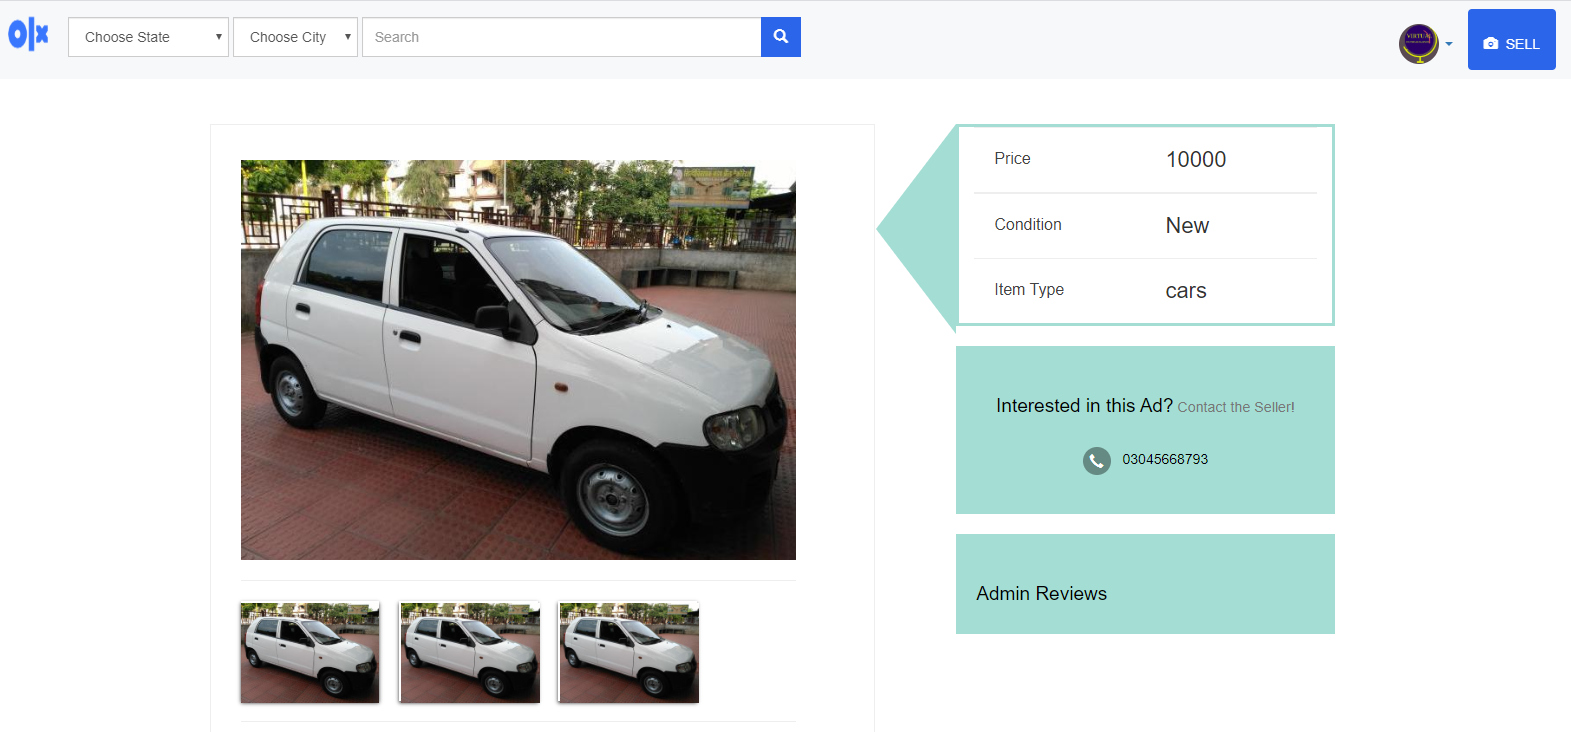 olx
Choose State
Choose City
Search
VIRTUAL
SELL
Price 10000
Condition New
Item Type cars
Interested in this Ad? Contact the Seller!
03045668793
Admin Reviews